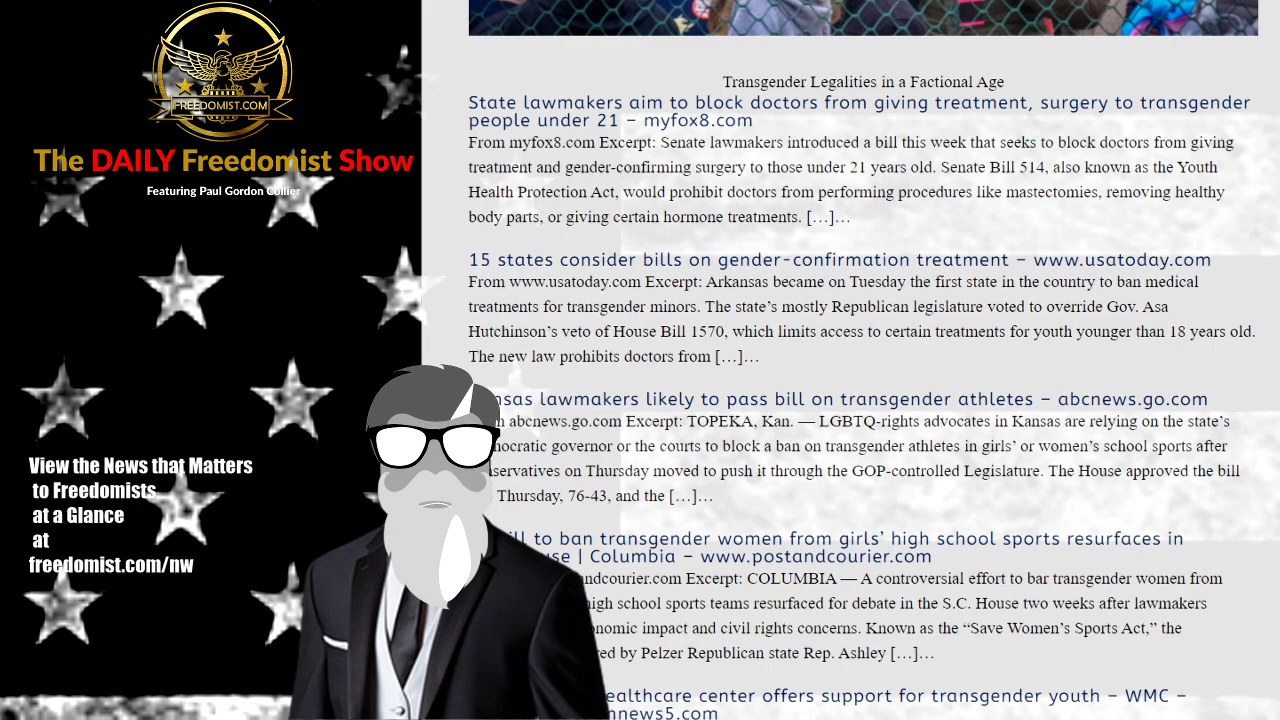 FREEDOMIST.COM
The DAILY Freedomist Show
Featuring Paul Gordon Collier
View the News that Matters
to Freedomists
at a Glance
at
freedomist.com/nw
Transgender Legalities in a Factional Age
State lawmakers aim to block doctors from giving treatment, surgery to transgender
people under 21 – myfox8.com
From myfox8.com Excerpt: Senate lawmakers introduced a bill this week that seeks to block doctors from giving
treatment and gender-confirming surgery to those under 21 years old. Senate Bill 514, also known as the Youth
Health Protection Act, would prohibit doctors from performing procedures like mastectomies, removing healthy
body parts, or giving certain hormone treatments. […]…
15 states consider bills on gender-confirmation treatment – www.usatoday.com
From www.usatoday.com Excerpt: Arkansas became on Tuesday the first state in the country to ban medical
treatments for transgender minors. The state’s mostly Republican legislature voted to override Gov. Asa
Hutchinson’s veto of House Bill 1570, which limits access to certain treatments for youth younger than 18 years old.
The new law prohibits doctors from […]…
nsas lawmakers likely to pass bill on transgender athletes – abcnews.go.com
abcnews.go.com Excerpt: TOPEKA, Kan. — LGBTQ-rights advocates in Kansas are relying on the state’s
ocratic governor or the courts to block a ban on transgender athletes in girls’ or women’s school sports after
servatives on Thursday moved to push it through the GOP-controlled Legislature. The House approved the bill
Thursday, 76-43, and the […]…
ill to ban transgender women from girls’ high school sports resurfaces in
use | Columbia – www.postandcourier.com
ndcourier.com Excerpt: COLUMBIA — A controversial effort to bar transgender women from
high school sports teams resurfaced for debate in the S.C. House two weeks after lawmakers
onomic impact and civil rights concerns. Known as the “Save Women’s Sports Act,” the
ed by Pelzer Republican state Rep. Ashley […]…
ealthcare center offers support for transgender youth – WMC –
nnews5.com